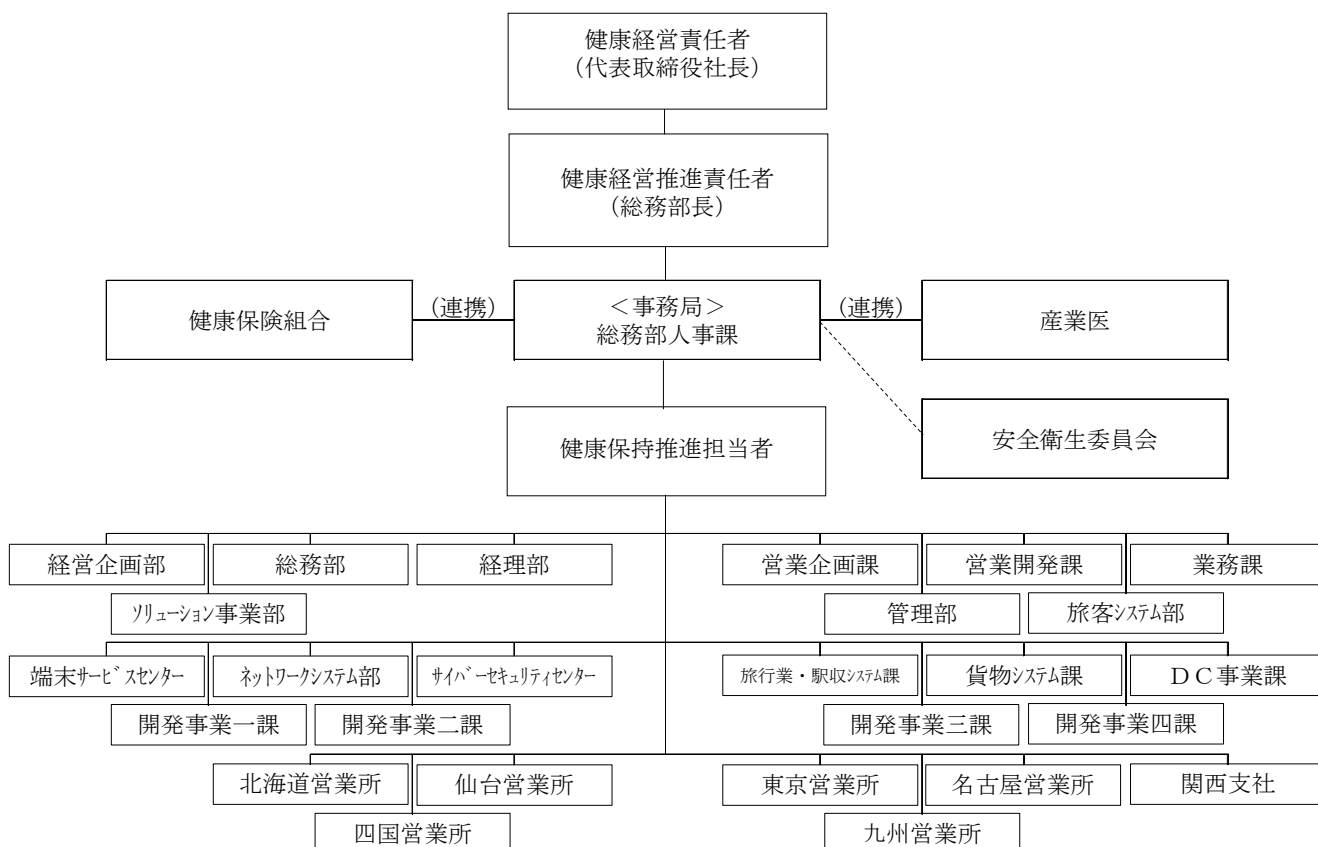 健康経営責任者
(代表取締役社長)
健康経営推進責任者
(総務部長)
健康保険組合
(連携)
＜事務局＞
総務部人事課
(連携)
産業医
健康保持推進担当者
安全衛生委員会
経営企画部
総務部
経理部
営業企画課
営業開発課
業務課
ｿﾘｭｰｼｮﾝ事業部
管理部
旅客ｼｽﾃﾑ部
端末ｻｰﾋﾞｽｾﾝﾀｰ
ﾈｯﾄﾜｰｸｼｽﾃﾑ部
ｻｲﾊﾞｰｾｷｭﾘﾃｨｾﾝﾀｰ
旅行業・駅収ｼｽﾃﾑ課
貨物ｼｽﾃﾑ課
ＤＣ事業課
開発事業一課
開発事業二課
開発事業三課
開発事業四課
北海道営業所
仙台営業所
東京営業所
名古屋営業所
関西支社
四国営業所
九州営業所